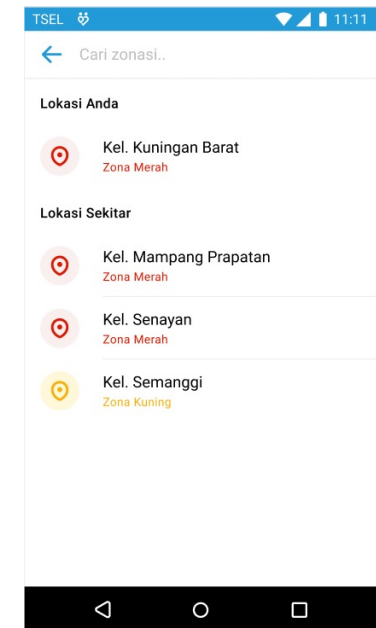 TSEL 11:11
Cari zonasi..
Lokasi Anda
Kel. Kuningan Barat
Zona Merah
Lokasi Sekitar
Kel. Mampang Prapatan
Zona Merah
Kel. Senayan
Zona Merah
Kel. Semanggi
Zona Kuning